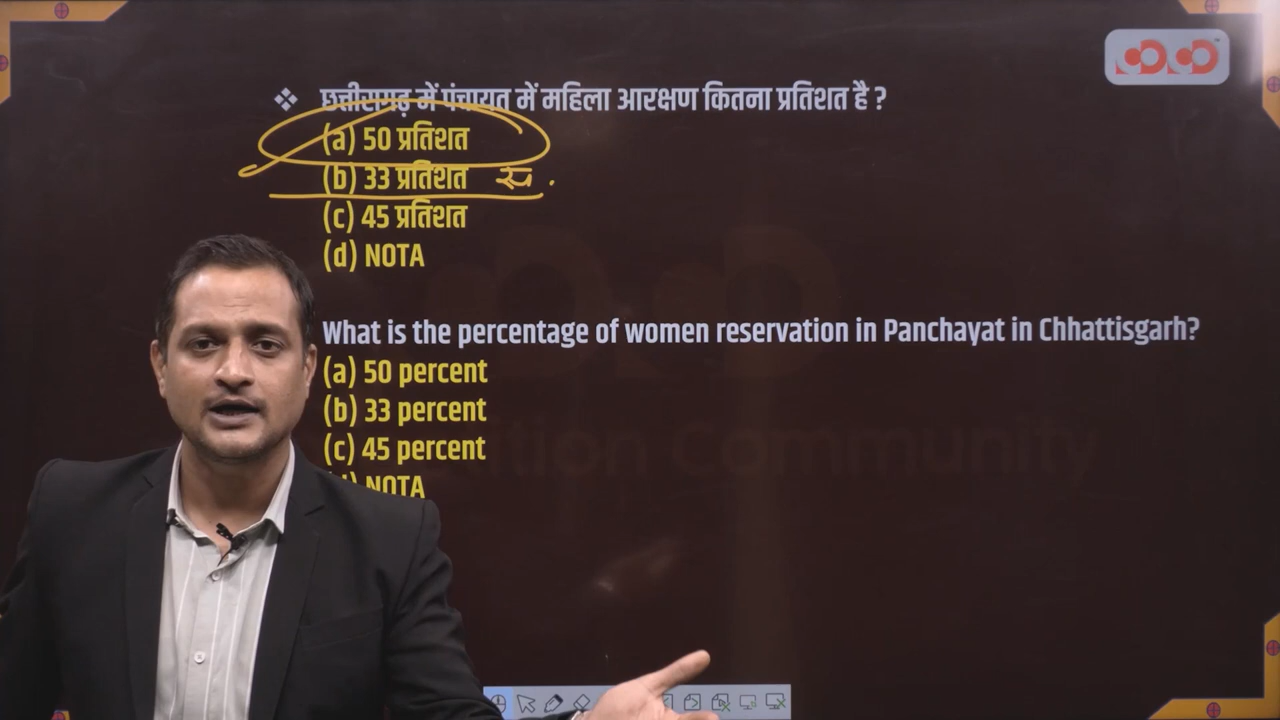 ❖ छत्तीसगढ़ में पंचायत में महिला आरक्षण कितना प्रतिशत है ?
(a) 50 प्रतिशत
(b) 33 प्रतिशत
(c) 45 प्रतिशत
(d) NOTA
What is the percentage of women reservation in Panchayat in Chhattisgarh?
(a) 50 percent
(b) 33 percent
(c) 45 percent
NOTA
Community